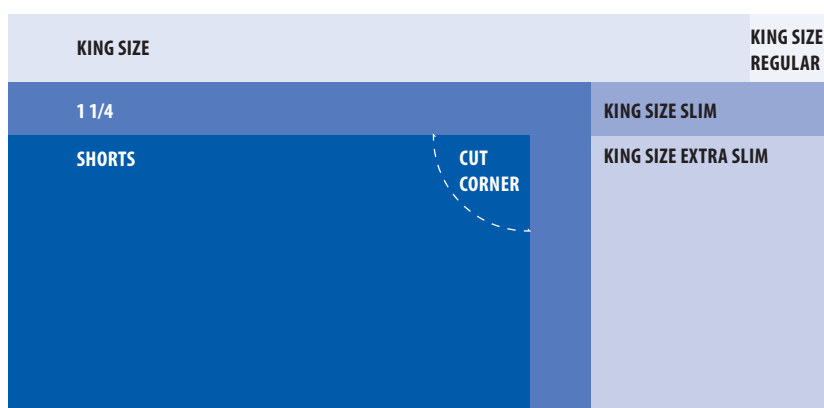 KING SIZE
KING SIZE
REGULAR
1 1/4
KING SIZE SLIM
SHORTS
CUT
CORNER
KING SIZE EXTRA SLIM